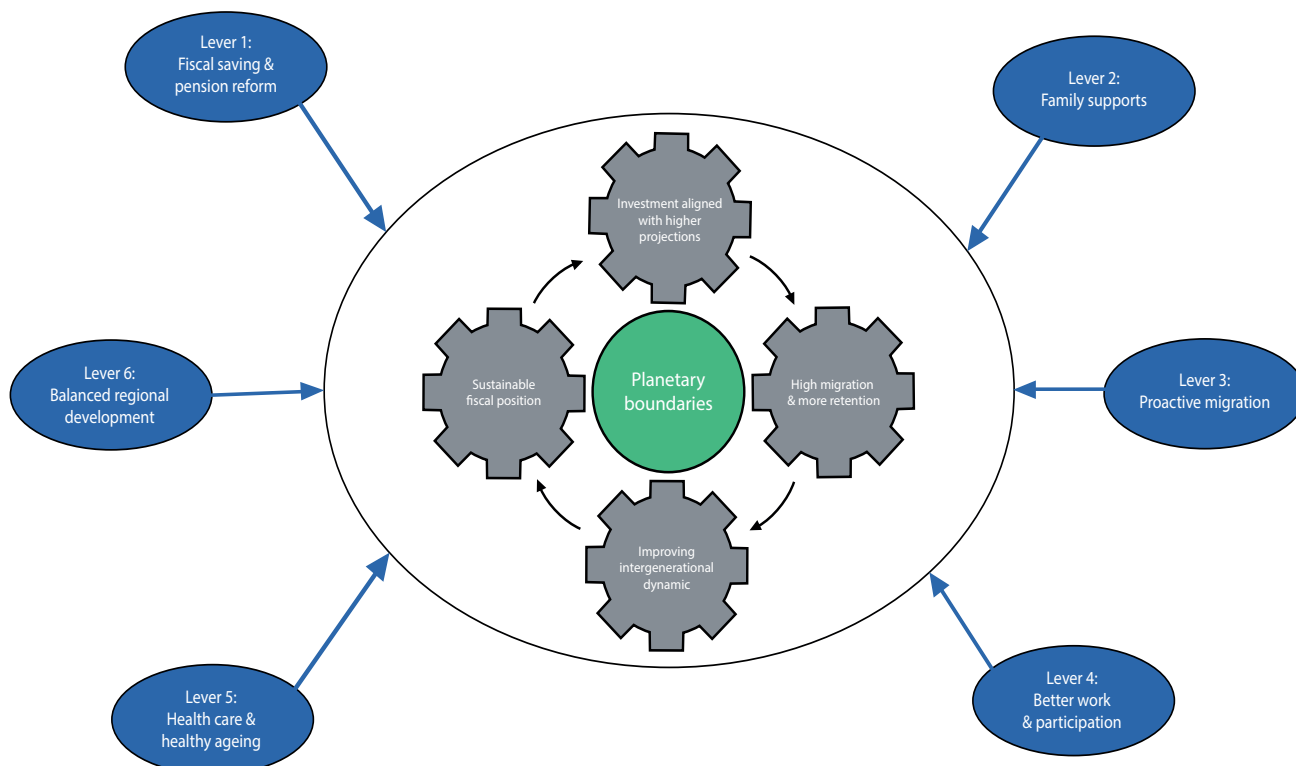 Lever 1:
Fiscal saving &
pension reform
Lever 2:
Family supports
Investment aligned
with higher
projections
Lever 6:
Balanced regional
development
Sustainable
fiscal position
Planetary
boundaries
High migration
& more retention
Lever 3:
Proactive migration
Improving
intergenerational
dynamic
Lever 5:
Health care &
healthy ageing
Lever 4:
Better work
& participation